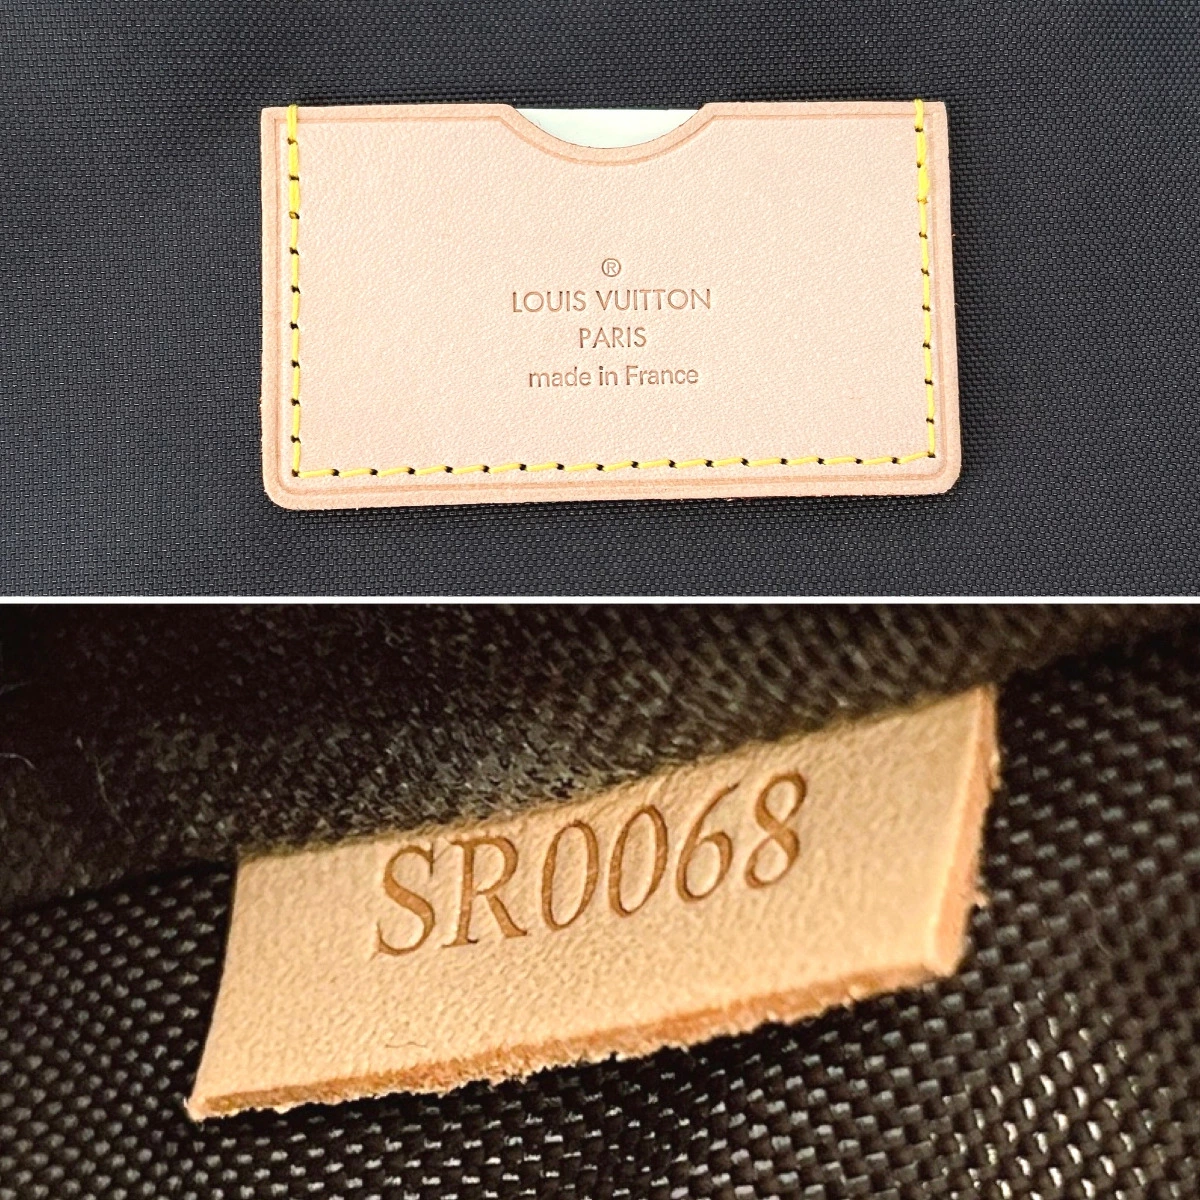 ®
LOUIS VUITTON
PARIS
made in France
SR0068